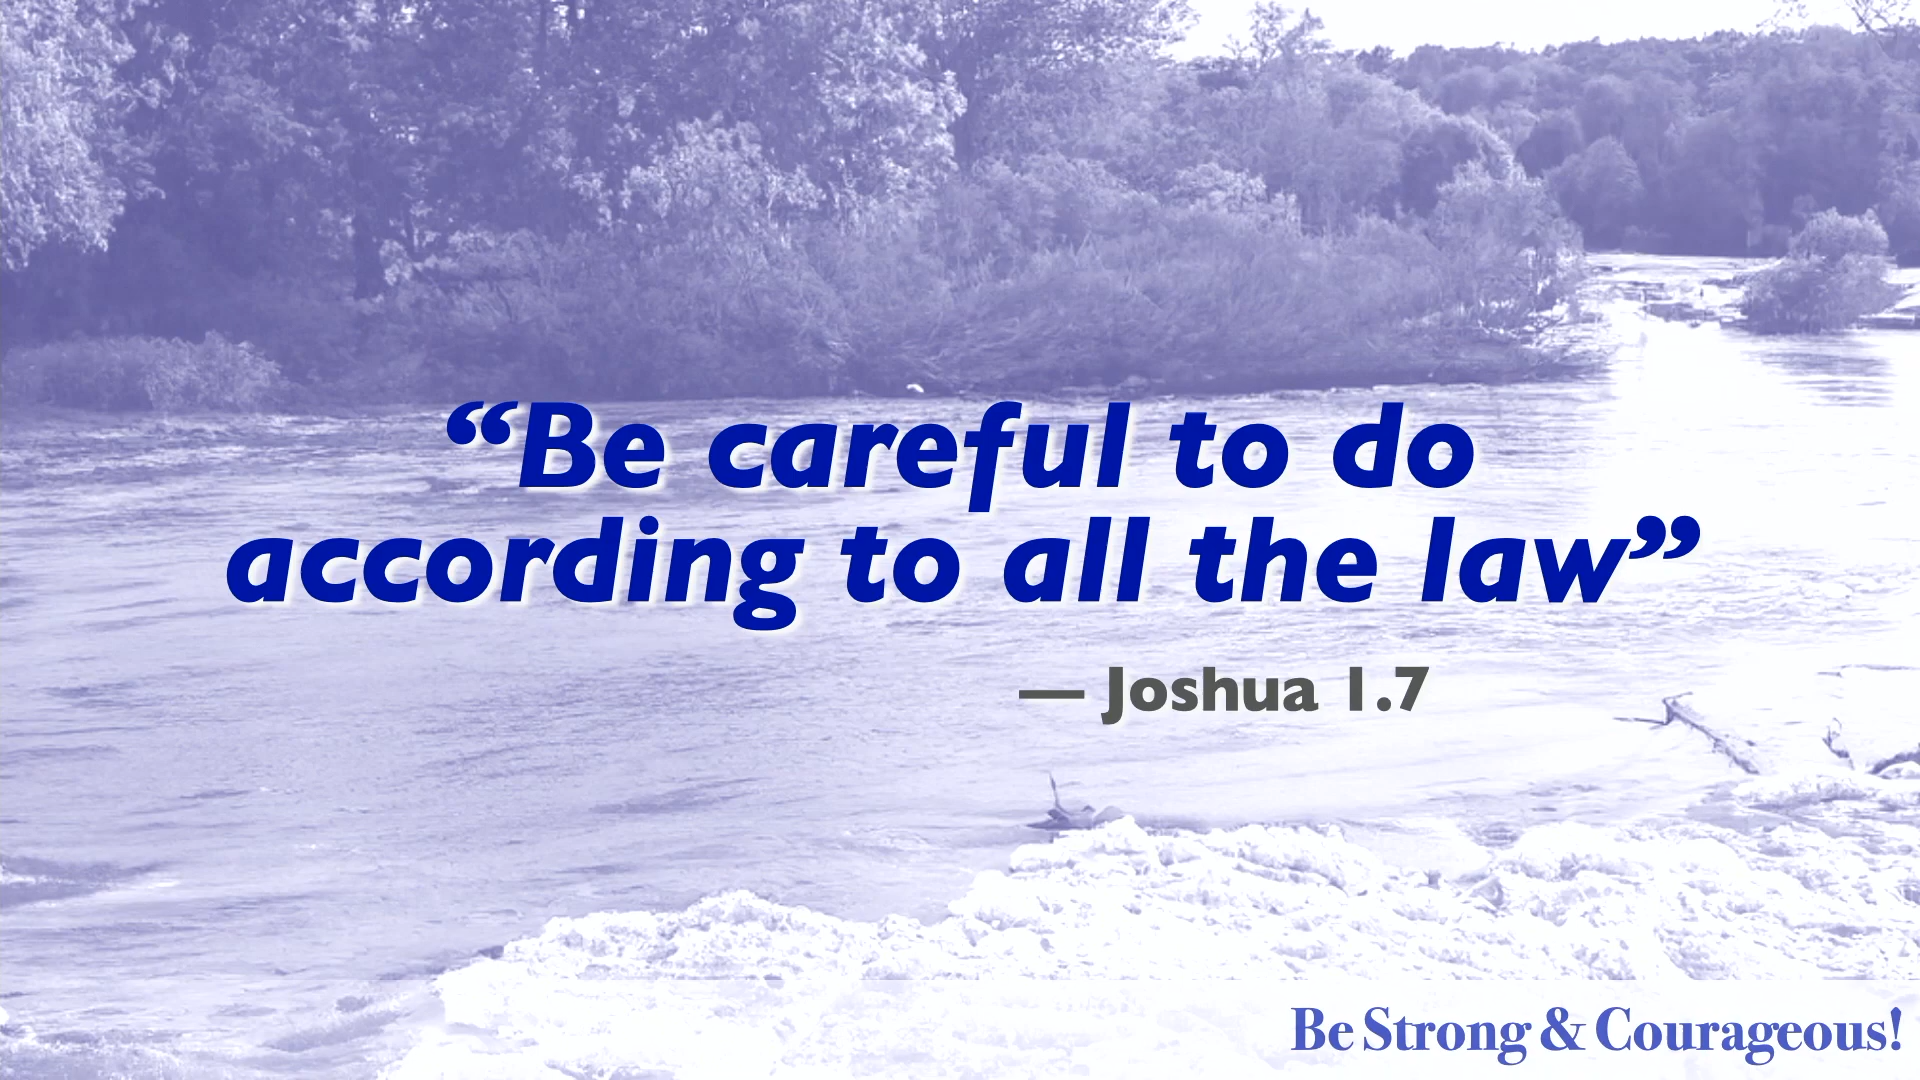 “Be careful to do
according to all the law”
— Joshua 1.7
Be Strong & Courageous!